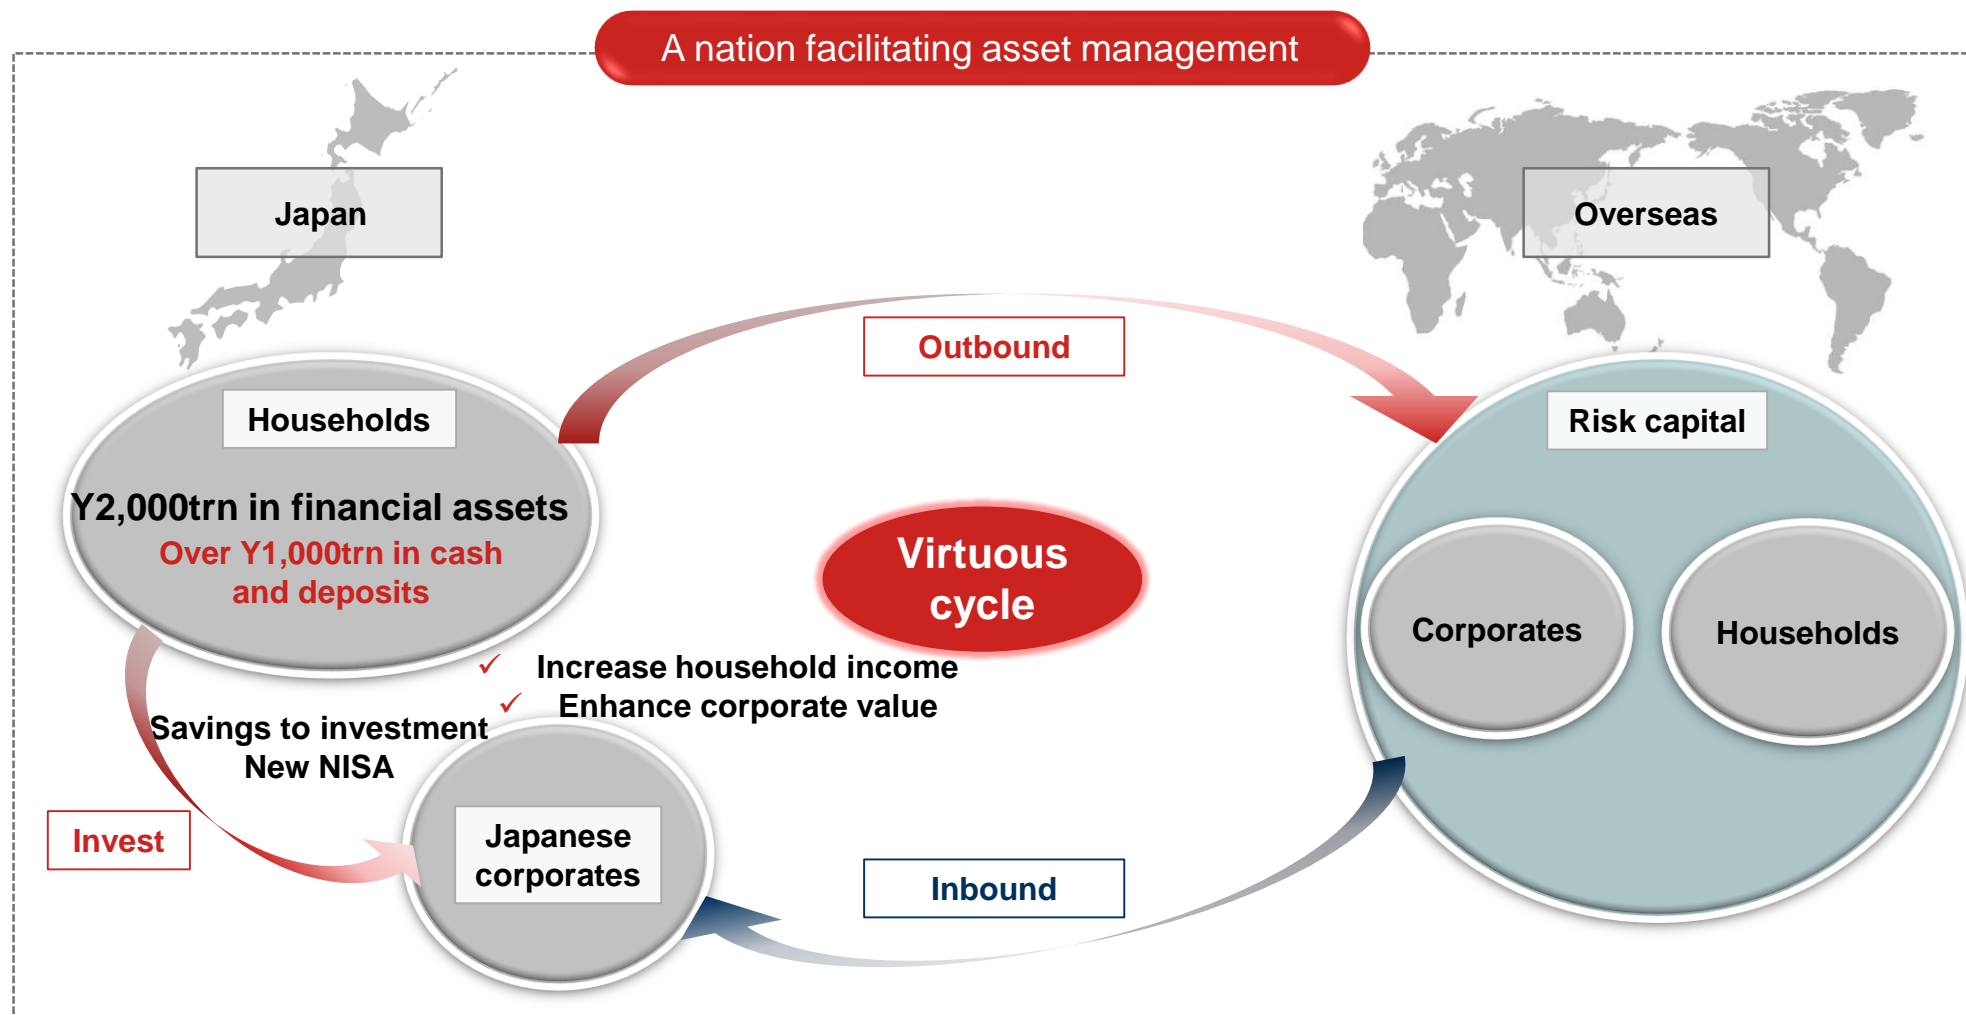 A nation facilitating asset management
Japan
Overseas
Outbound
Households
Y2,000trn in financial assets
Over Y1,000trn in cash
and deposits
Risk capital
Corporates
Households
Virtuous
cycle
✓ Increase household income
✓ Enhance corporate value
Savings to investment
New NISA
Invest
Japanese
corporates
Inbound